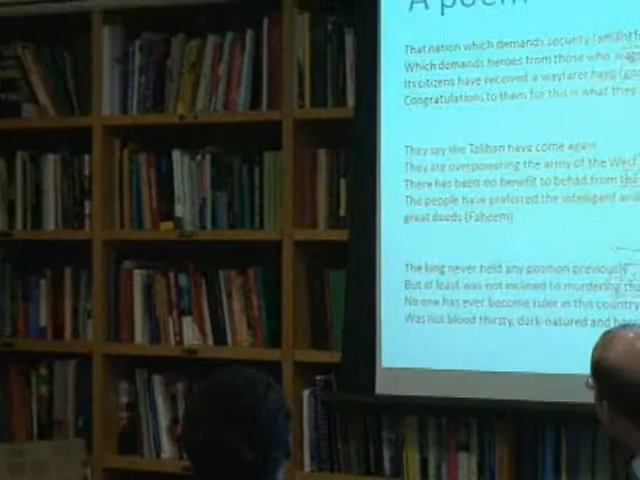 A poem
That nation which demands security
Which demands heroes from those who
Its citizens have received a wayfarer
Congratulations to them for this is what they
They say the Taliban have come again
They are overpowering the army of the West
There has been no benefit to behad from the
The people have preferred the intelligent and
great deeds (Faheem)
The king never held any position previously
But at least was not inclined to murdering
No one has ever become ruler in this country
Was not blood thirsty, dark-natured and